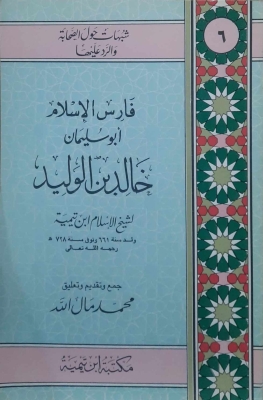 شبهات حول الصحابة
والرد عليها
٦
فارس الإسلام
أبو سليمان
خالد بن الوليد
لشيخ الإسلام ابن تيمية
ولد سنة ٦٦١ وتوفي سنة ٧٢٨ هـ
رحمه الله تعالى
جمع وتقديم وتعليق
محمد مال الله
مكتبة ابن تيمية